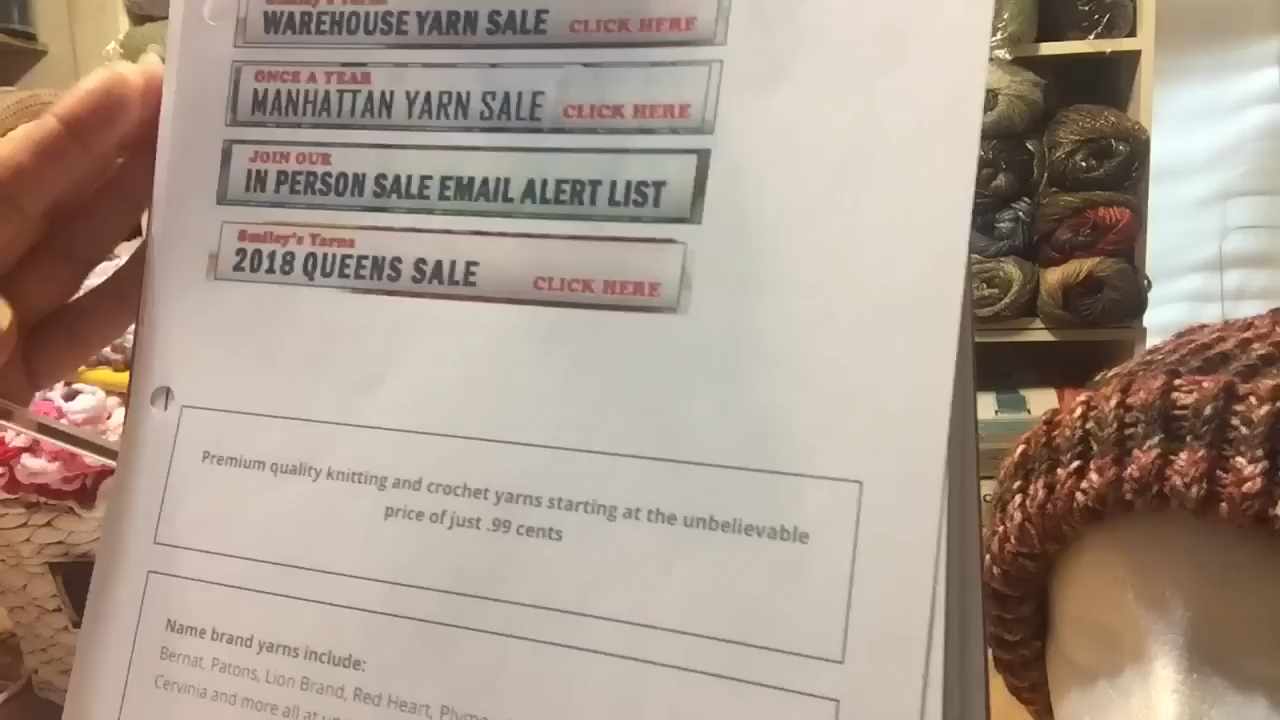 WAREHOUSE YARN SALE CLICK HERE
ONCE A YEAR
MANHATTAN YARN SALE CLICK HERE
JOIN OUR
IN PERSON SALE EMAIL ALERT LIST
Smiley's Yarns
2018 QUEENS SALE CLICK HERE
Premium quality knitting and crochet yarns starting at the unbelievable
price of just .99 cents
Name brand yarns include:
Bernat, Patons, Lion Brand, Red Heart,
Cervinia and more all at